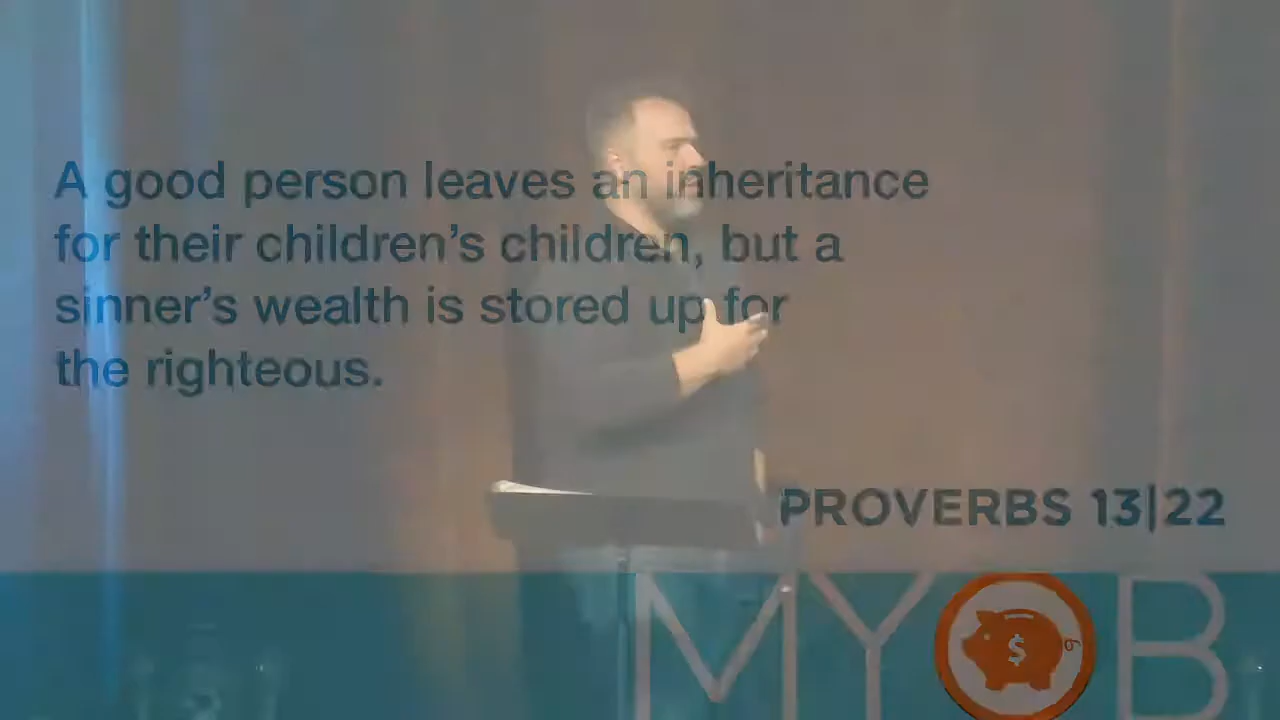 A good person leaves an inheritance
for their children’s children, but a
sinner’s wealth is stored up for
the righteous.
PROVERBS 13|22
MYOB
$